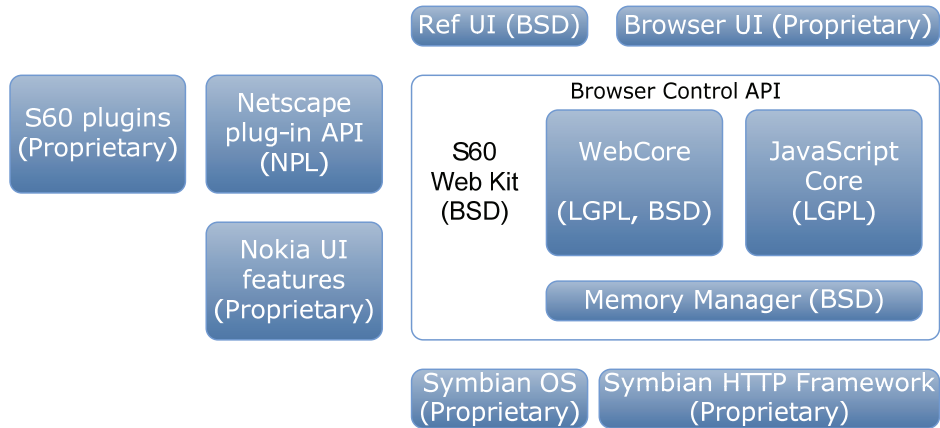 Ref UI (BSD)
Browser UI (Proprietary)
S60 plugins
(Proprietary)
Netscape
plug-in API
(NPL)
Browser Control API
S60
Web Kit
(BSD)
WebCore
(LGPL, BSD)
JavaScript
Core
(LGPL)
Nokia UI
features
(Proprietary)
Memory Manager (BSD)
Symbian OS
(Proprietary)
Symbian HTTP Framework
(Proprietary)